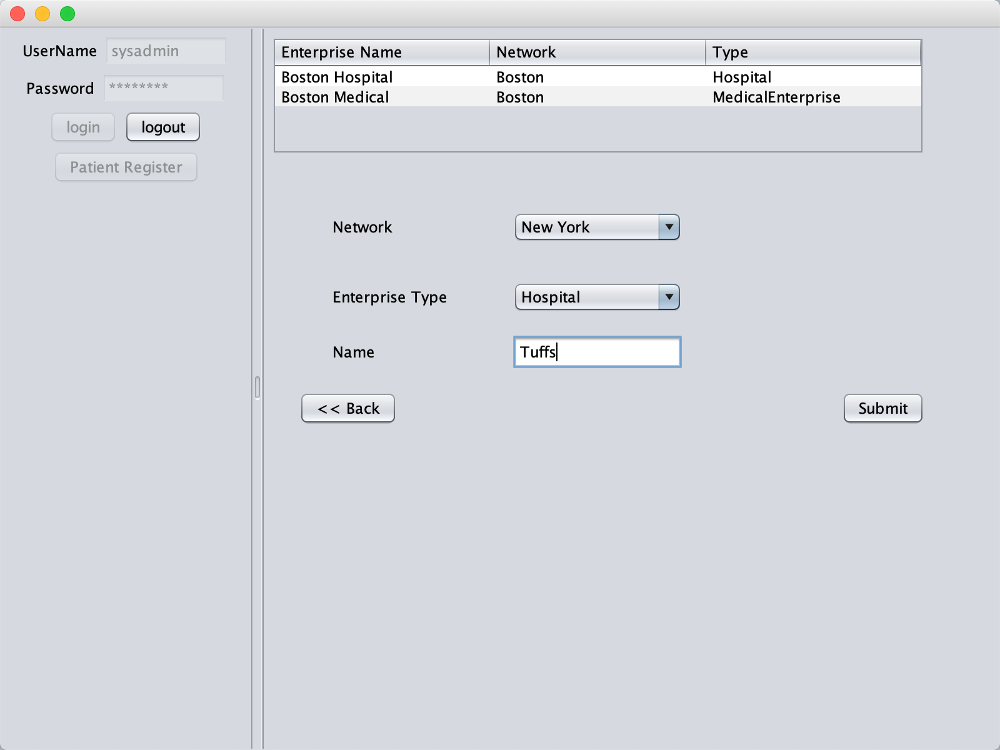 UserName sysadmin
Password ********
login logout
Patient Register
Enterprise Name Network Type
Boston Hospital Boston Hospital
Boston Medical Boston MedicalEnterprise
Network New York
Enterprise Type Hospital
Name Tuffs
<< Back Submit